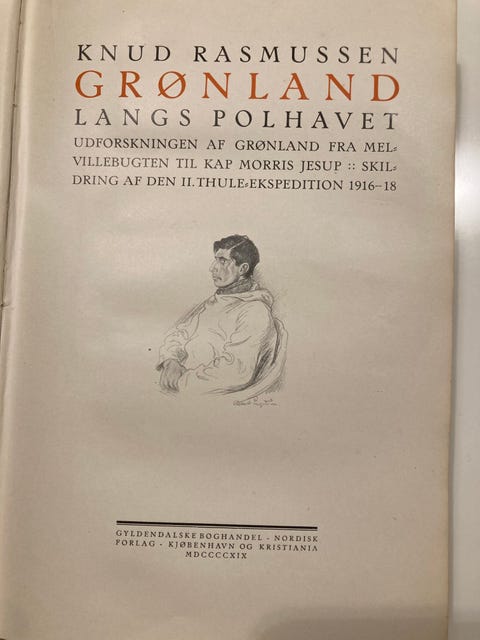 KNUD RASMUSSEN
GRØNLAND
LANGS POLHAVET
UDFORSKNINGEN AF GRØNLAND FRA MEL-
VILLEBUGTEN TIL KAP MORRIS JESUP :: SKIL-
DRING AF DEN II. THULE-EKSPEDITION 1916–18
GYLDENDALSKE BOGHANDEL - NORDISK
FORLAG - KJØBENHAVN OG KRISTIANIA
MDCCCCXIX